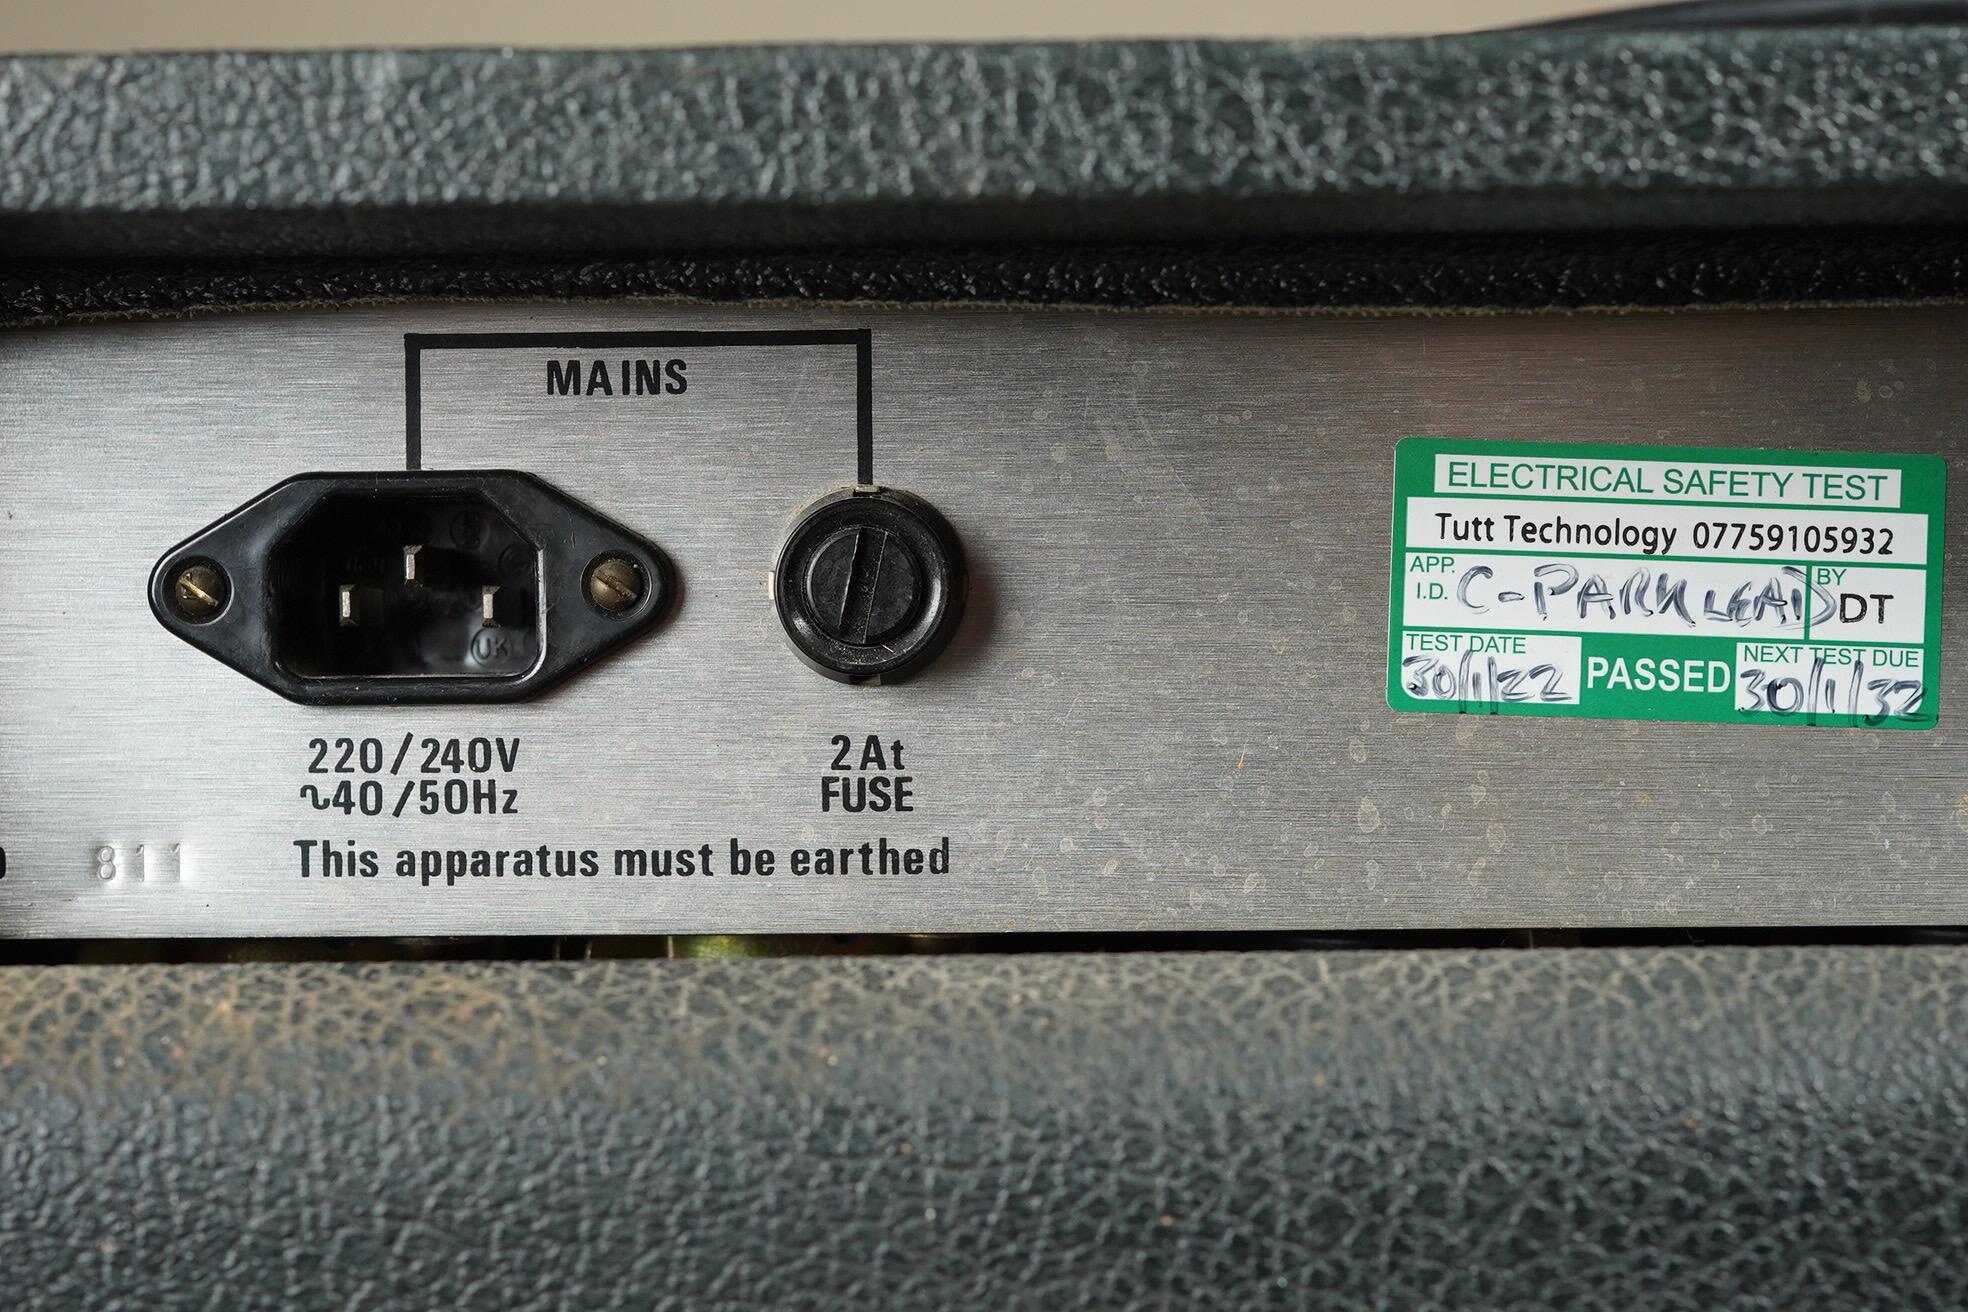 MAINS
220/240V
∿40/50Hz
2At
FUSE
811
This apparatus must be earthed
ELECTRICAL SAFETY TEST
Tutt Technology 07759105932
APP. I.D. C-PARK LEAD
BY DT
TEST DATE 30/1/22
PASSED
NEXT TEST DUE 30/1/32
UK